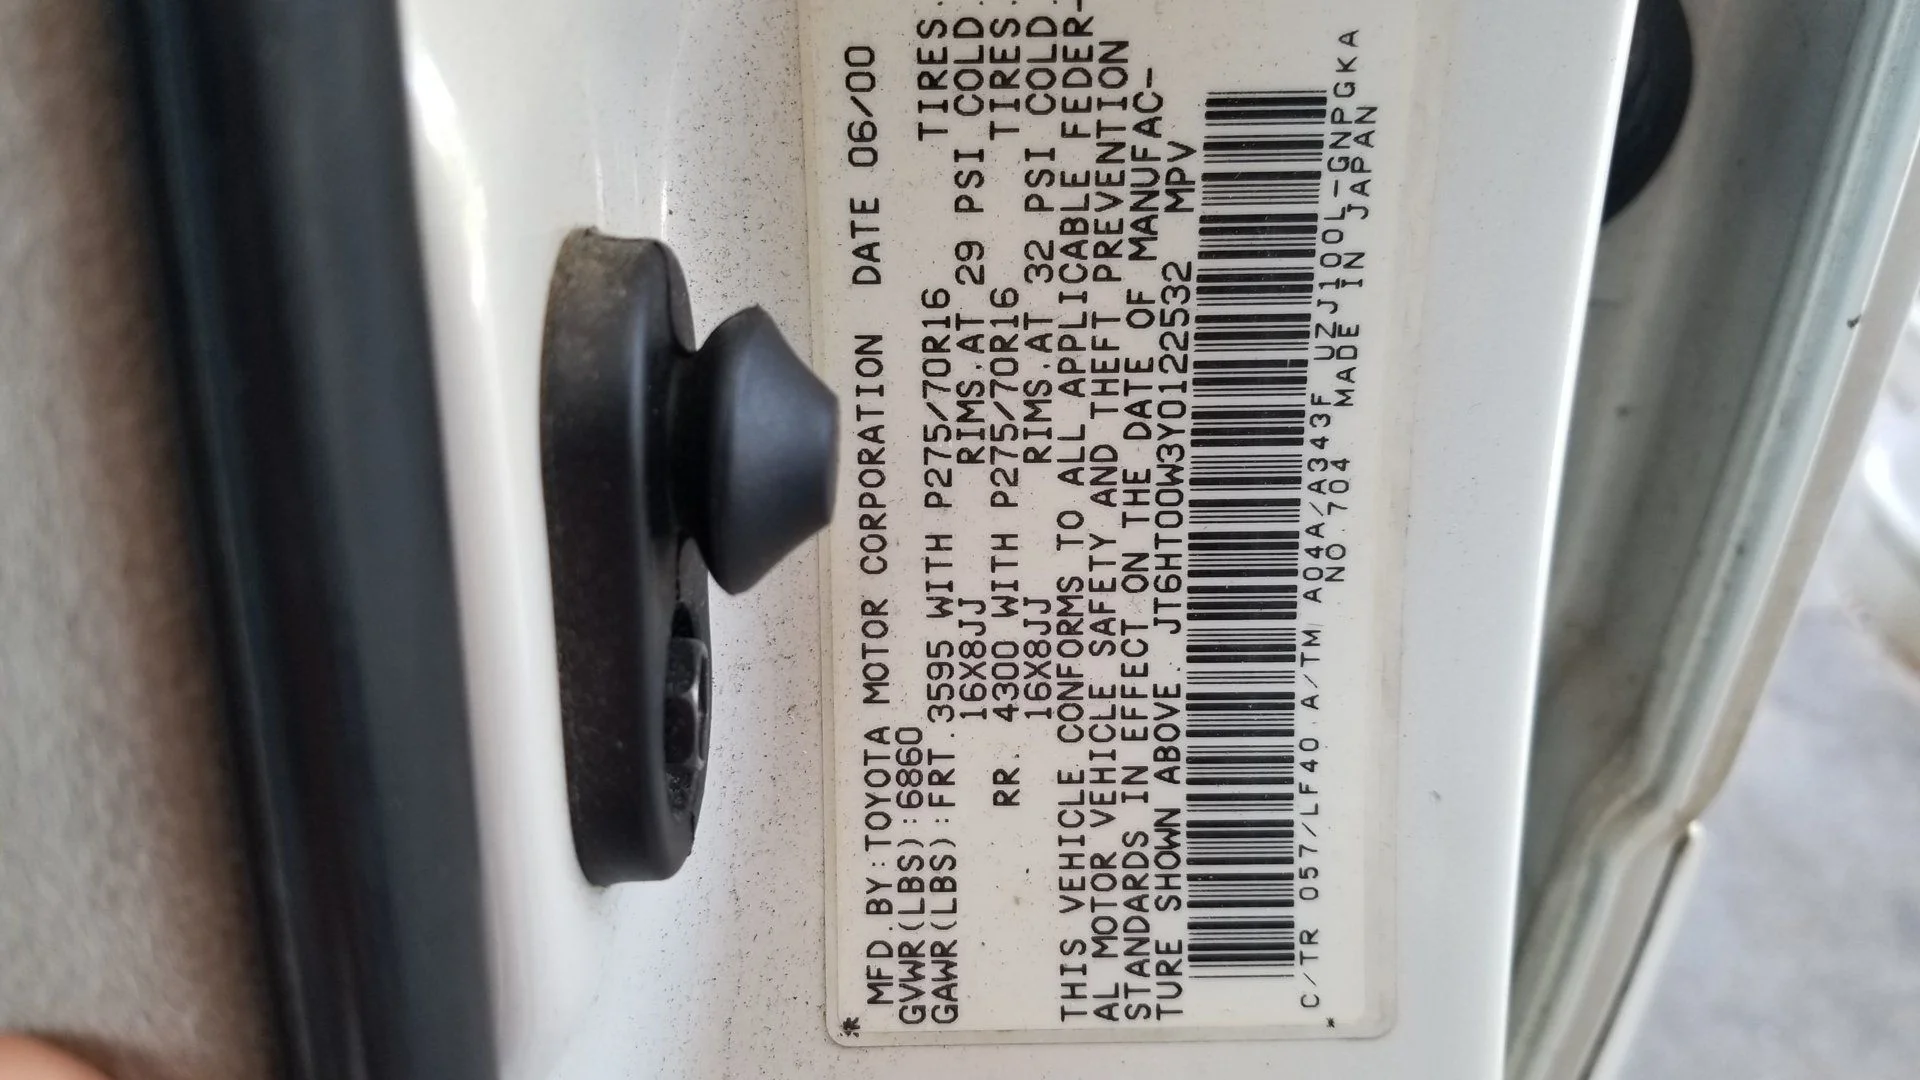 MFD.BY:TOYOTA MOTOR CORPORATION DATE 06/00
GVWR(LBS):6860
GAWR(LBS):FRT.3595 WITH P275/70R16 TIRES.
16X8JJ RIMS.AT 29 PSI COLD.
RR. 4300 WITH P275/70R16 TIRES.
16X8JJ RIMS.AT 32 PSI COLD.
THIS VEHICLE CONFORMS TO ALL APPLICABLE FEDER-
AL MOTOR VEHICLE SAFETY AND THEFT PREVENTION
STANDARDS IN EFFECT ON THE DATE OF MANUFAC-
TURE SHOWN ABOVE. JT6HT00W3Y0122532 MPV
C/TR 057/LF40 A/TM A04A/A343F UZJ100L-GNPGKA
* NO.704 MADE IN JAPAN
*